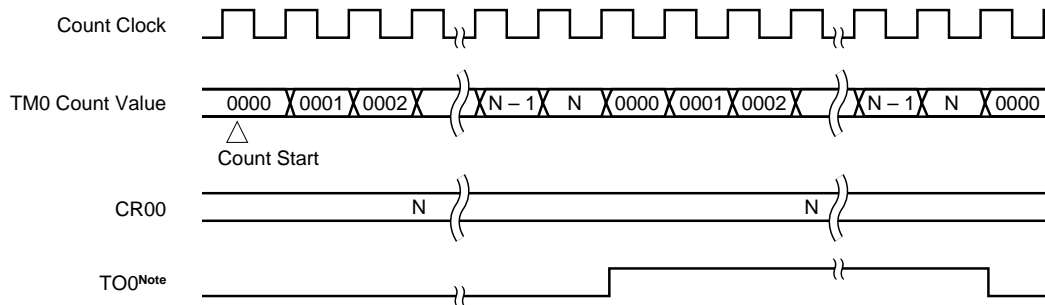 Count Clock
TM0 Count Value 0000 0001 0002 N – 1 N 0000 0001 0002 N – 1 N 0000
Count Start
CR00 N N
TO0Note